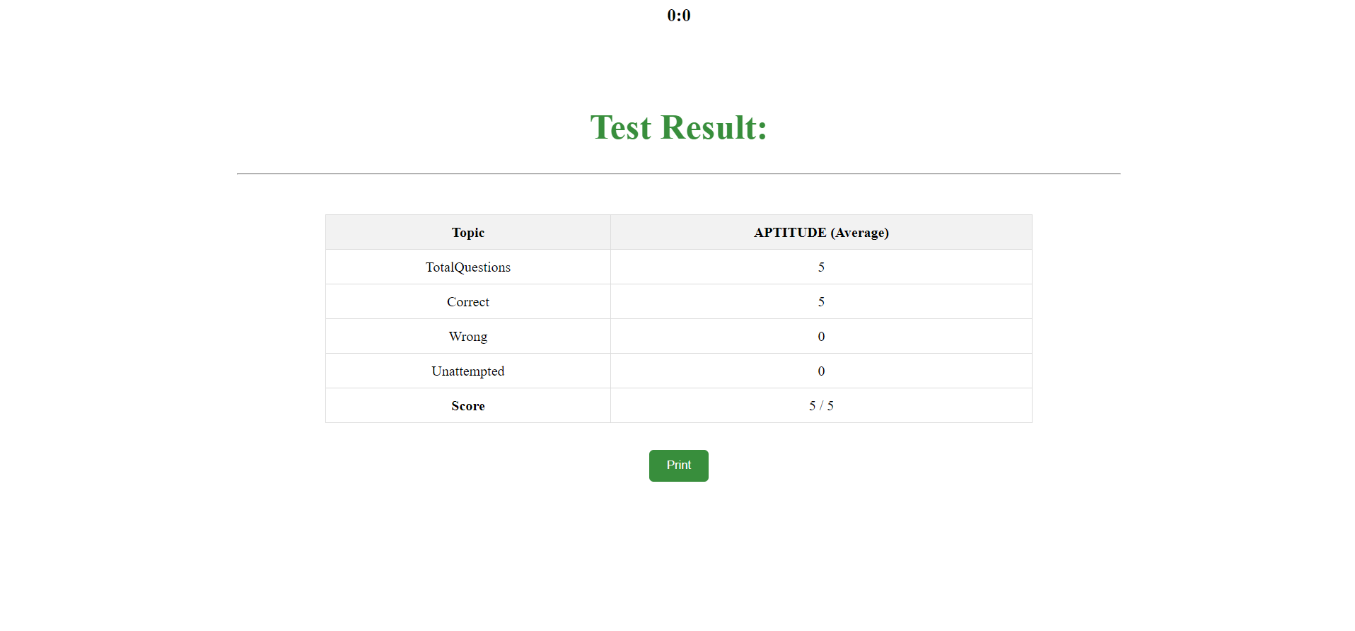 0:0
Test Result:
Topic APTITUDE (Average)
TotalQuestions 5
Correct 5
Wrong 0
Unattempted 0
Score 5 / 5
Print